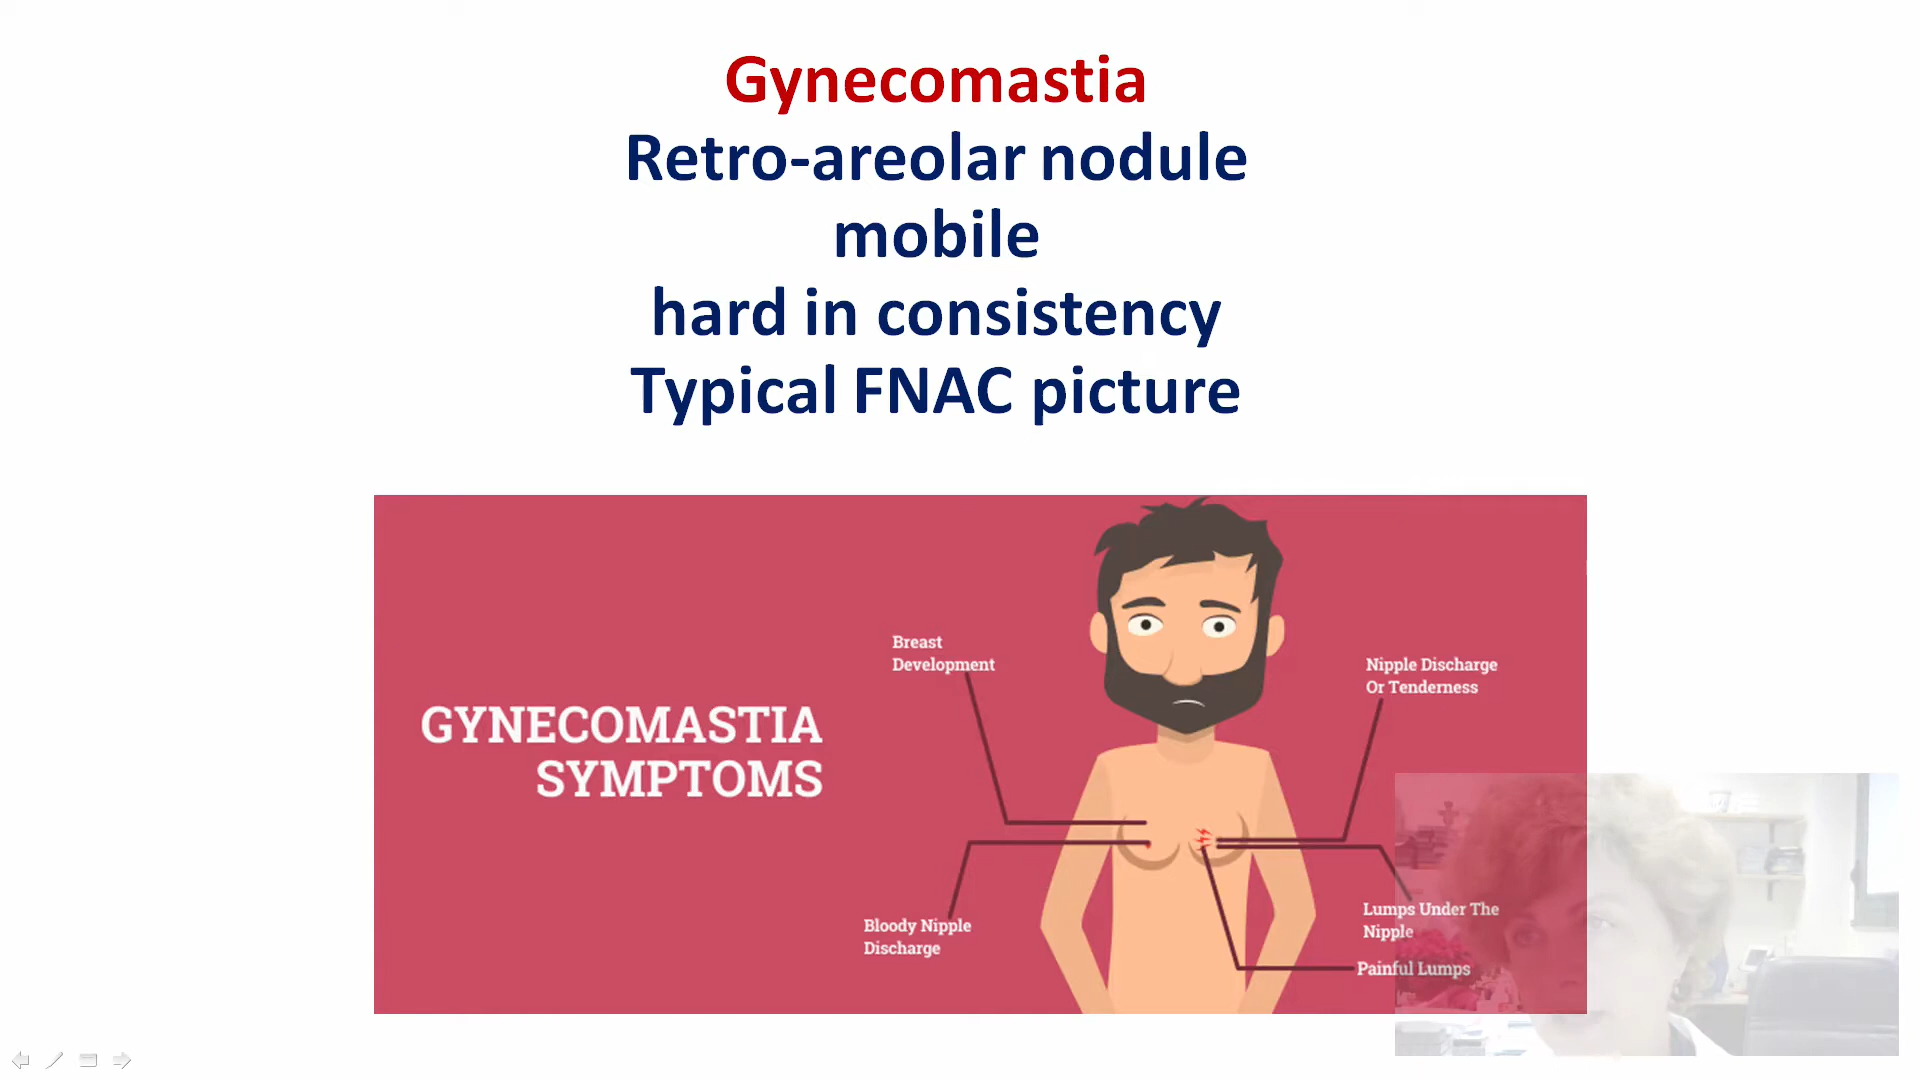 Gynecomastia
Retro-areolar nodule
mobile
hard in consistency
Typical FNAC picture
GYNECOMASTIA
SYMPTOMS
Breast
Development
Nipple Discharge
Or Tenderness
Bloody Nipple
Discharge
Lumps Under The
Nipple
Painful Lumps